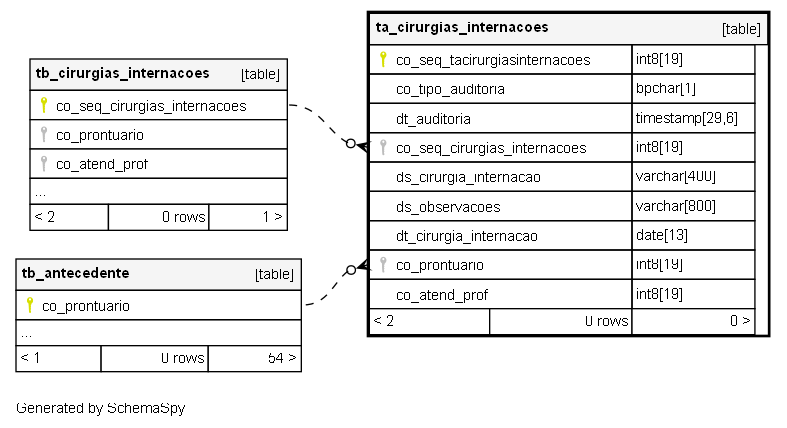 tb_cirurgias_internacoes [table]
co_seq_cirurgias_internacoes
co_prontuario
co_atend_prof
...
< 2 0 rows 1 >
tb_antecedente [table]
co_prontuario
...
< 1 0 rows 54 >
ta_cirurgias_internacoes [table]
co_seq_tacirurgiasinternacoes int8[19]
co_tipo_auditoria bpchar[1]
dt_auditoria timestamp[29,6]
co_seq_cirurgias_internacoes int8[19]
ds_cirurgia_internacao varchar[400]
ds_observacoes varchar[800]
dt_cirurgia_internacao date[13]
co_prontuario int8[19]
co_atend_prof int8[19]
< 2 0 rows 0 >
Generated by SchemaSpy